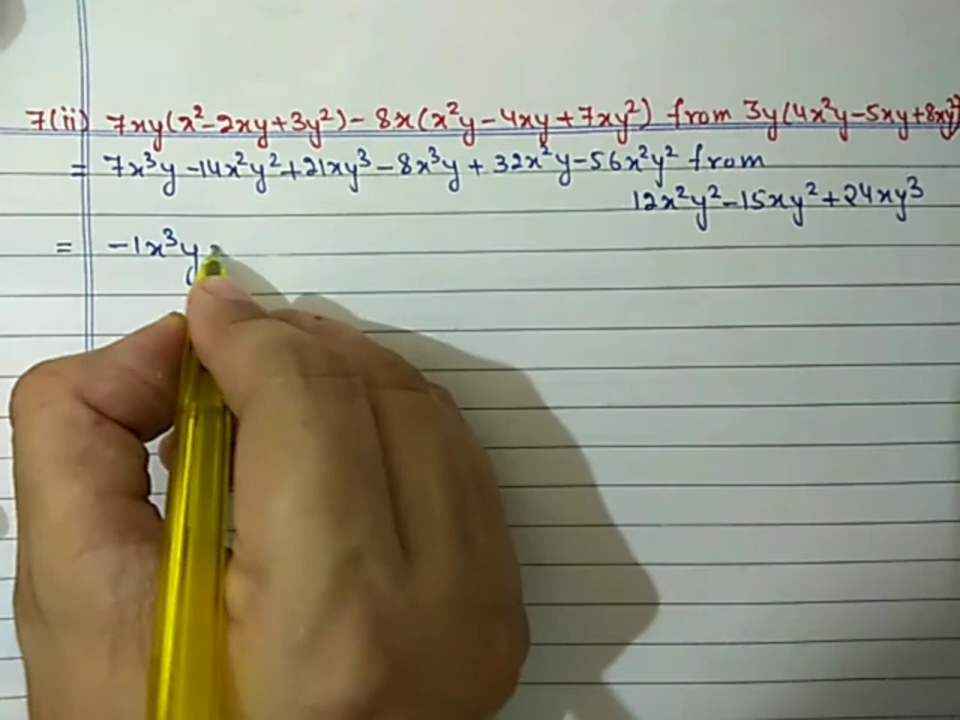 7(ii) 7xy(x²-2xy+3y²) - 8x(x²y-4xy+7xy²) from 3y(4x²y-5xy+8xy²)
= 7x³y -14x²y²+21xy³ -8x³y + 32x²y-56x²y² from
12x²y²-15xy²+24xy³
= -1x³y